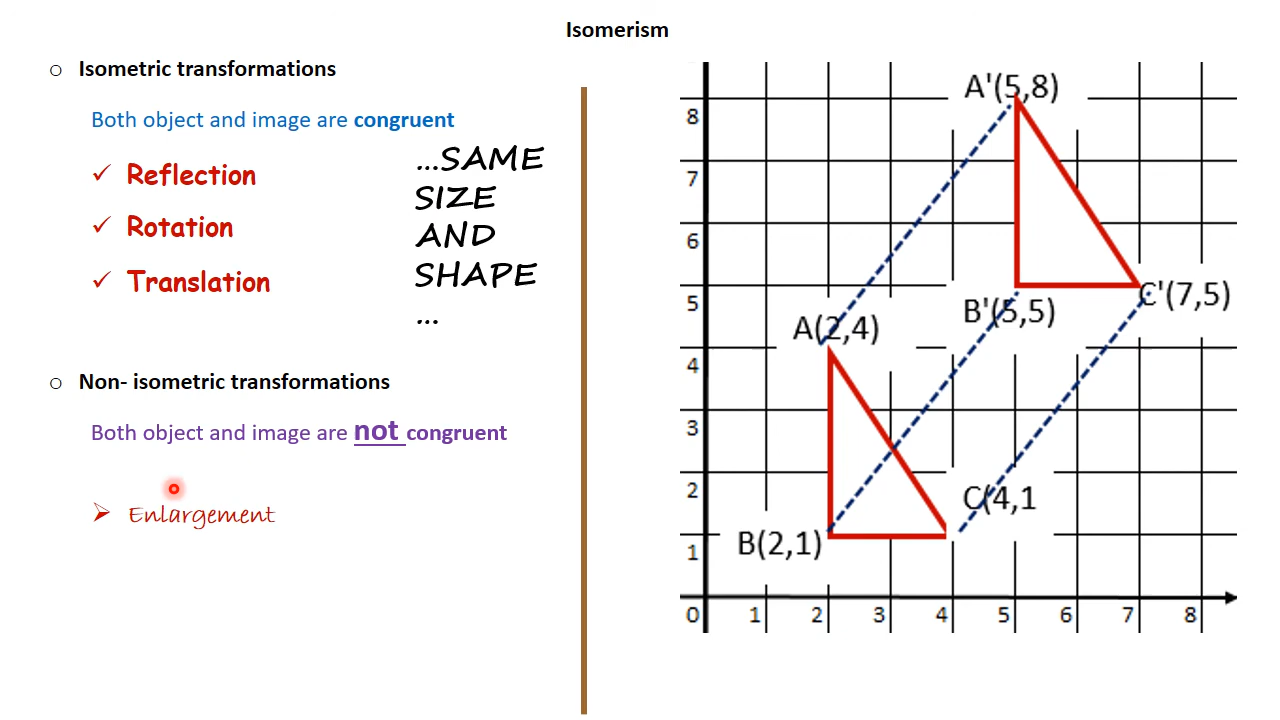 Isomerism
Isometric transformations
Both object and image are congruent
Reflection
Rotation
Translation
...SAME
SIZE
AND
SHAPE
...
Non- isometric transformations
Both object and image are not congruent
Enlargement
A'(5,8)
8
7
6
5
B'(5,5)
C'(7,5)
A(2,4)
4
3
2
C(4,1
B(2,1)
1
0 1 2 3 4 5 6 7 8